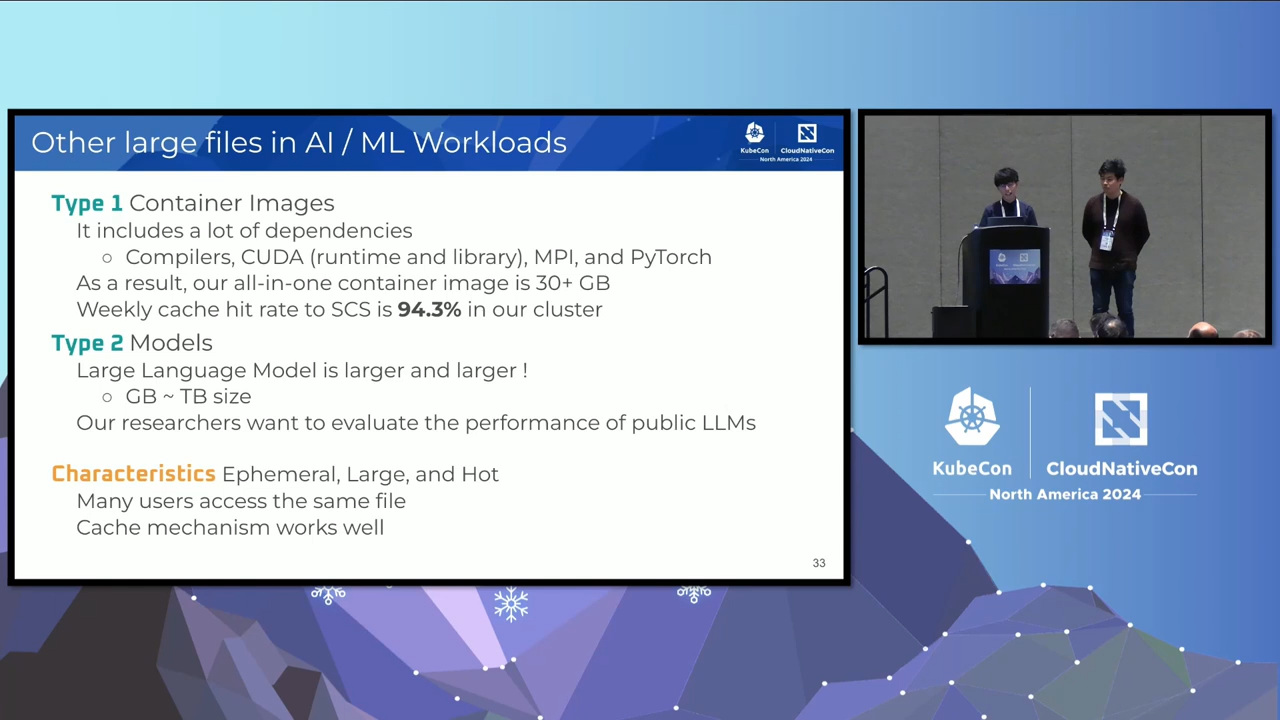 Other large files in AI / ML Workloads
KubeCon
CloudNativeCon
North America 2024
Type 1 Container Images
It includes a lot of dependencies
○ Compilers, CUDA (runtime and library), MPI, and PyTorch
As a result, our all-in-one container image is 30+ GB
Weekly cache hit rate to SCS is 94.3% in our cluster
Type 2 Models
Large Language Model is larger and larger !
○ GB ~ TB size
Our researchers want to evaluate the performance of public LLMs
Characteristics Ephemeral, Large, and Hot
Many users access the same file
Cache mechanism works well
33
KubeCon
CloudNativeCon
North America 2024